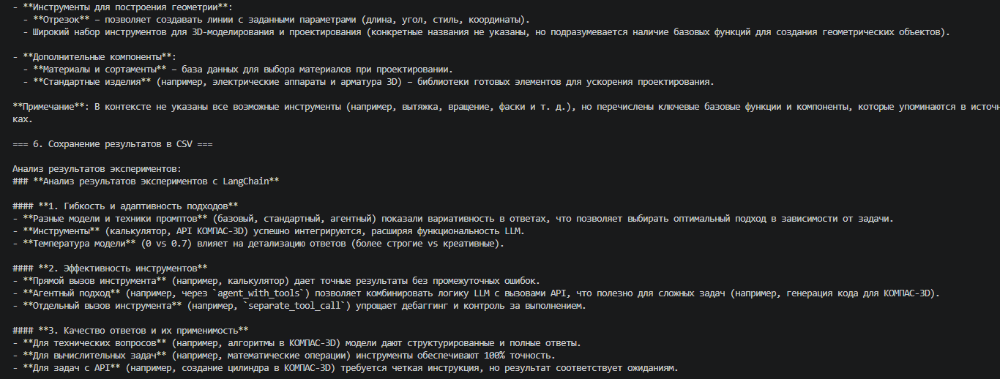 - **Инструменты для построения геометрии**:
- **Отрезок** – позволяет создавать линии с заданными параметрами (длина, угол, стиль, координаты).
- Широкий набор инструментов для 3D-моделирования и проектирования (конкретные названия не указаны, но подразумевается наличие базовых функций для создания геометрических объектов).
- **Дополнительные компоненты**:
- **Материалы и сортаменты** – база данных для выбора материалов при проектировании.
- **Стандартные изделия** (например, электрические аппараты и арматура 3D) – библиотеки готовых элементов для ускорения проектирования.
**Примечание**: В контексте не указаны все возможные инструменты (например, вытяжка, вращение, фаски и т. д.), но перечислены ключевые базовые функции и компоненты, которые упоминаются в источн
ках.
=== 6. Сохранение результатов в CSV ===
Анализ результатов экспериментов:
### **Анализ результатов экспериментов с LangChain**
#### **1. Гибкость и адаптивность подходов**
- **Разные модели и техники промптов** (базовый, стандартный, агентный) показали вариативность в ответах, что позволяет выбирать оптимальный подход в зависимости от задачи.
- **Инструменты** (калькулятор, API КОМПАС-3D) успешно интегрируются, расширяя функциональность LLM.
- **Температура модели** (0 vs 0.7) влияет на детализацию ответов (более строгие vs креативные).
#### **2. Эффективность инструментов**
- **Прямой вызов инструмента** (например, калькулятор) дает точные результаты без промежуточных ошибок.
- **Агентный подход** (например, через `agent_with_tools`) позволяет комбинировать логику LLM с вызовами API, что полезно для сложных задач (например, генерация кода для КОМПАС-3D).
- **Отдельный вызов инструмента** (например, `separate_tool_call`) упрощает дебаггинг и контроль за выполнением.
#### **3. Качество ответов и их применимость**
- **Для технических вопросов** (например, алгоритмы в КОМПАС-3D) модели дают структурированные и полные ответы.
- **Для вычислительных задач** (например, математические операции) инструменты обеспечивают 100% точность.
- **Для задач с API** (например, создание цилиндра в КОМПАС-3D) требуется четкая инструкция, но результат соответствует ожиданиям.